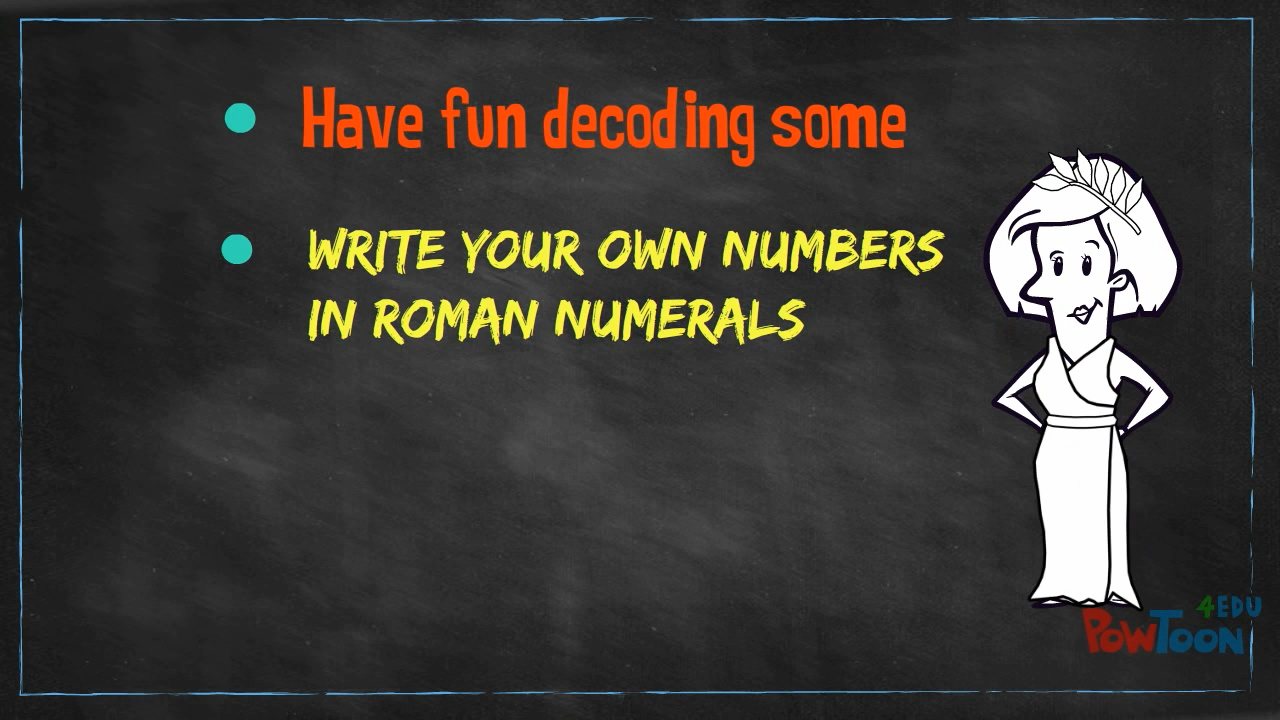 Have fun decoding some
WRITE YOUR OWN NUMBERS
IN ROMAN NUMERALS
4EDU
POWTOON